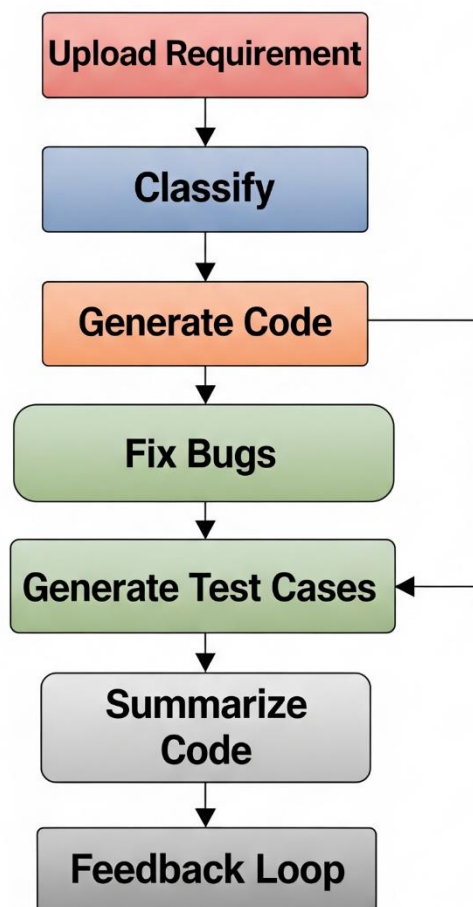 Upload Requirement
Classify
Generate Code
Fix Bugs
Generate Test Cases
Summarize
Code
Feedback Loop